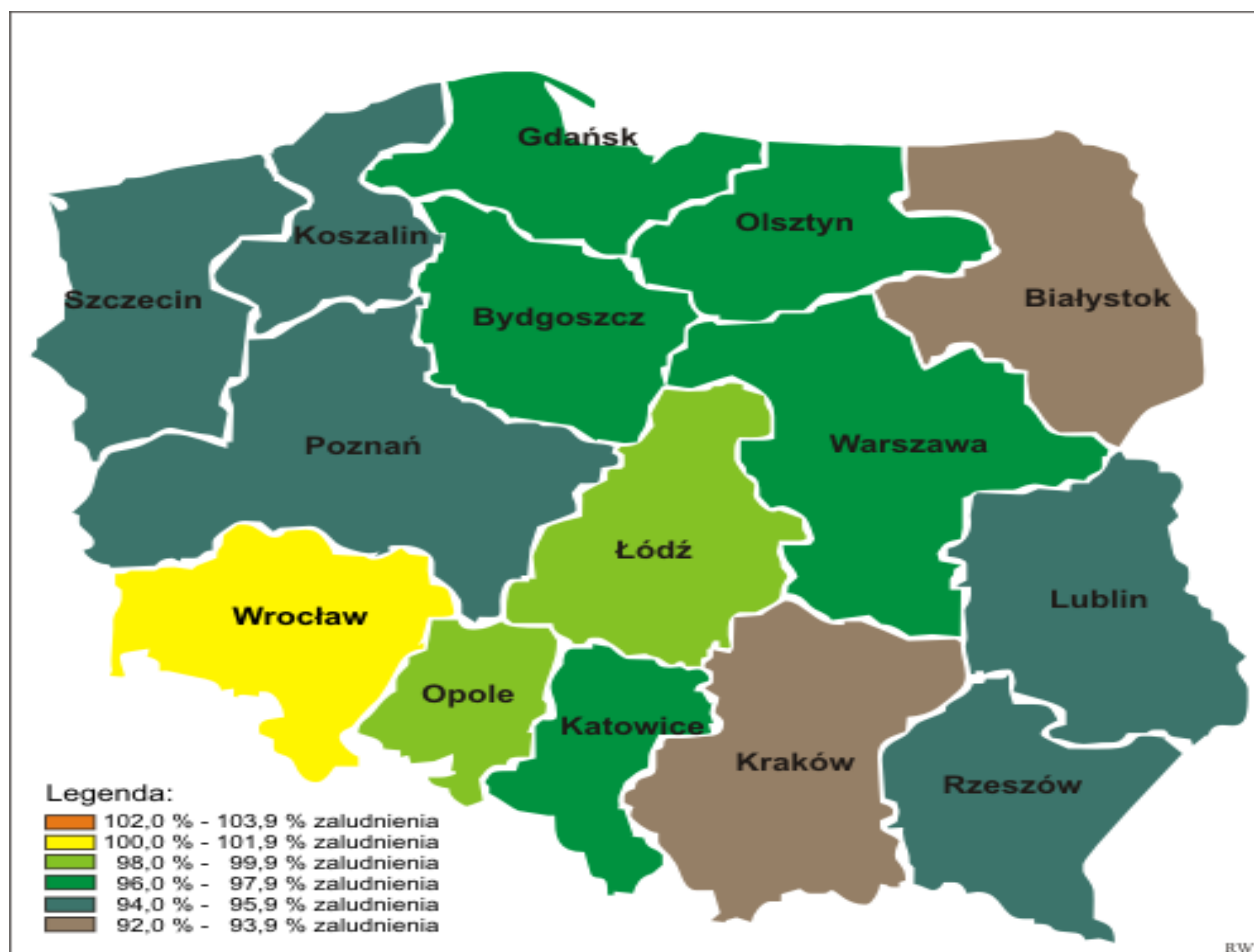 Gdańsk
Olsztyn
Koszalin
Białystok
Szczecin
Bydgoszcz
Poznań
Warszawa
Łódź
Lublin
Wrocław
Opole
Katowice
Kraków
Rzeszów
Legenda:
102,0 % - 103,9 % zaludnienia
100,0 % - 101,9 % zaludnienia
98,0 % - 99,9 % zaludnienia
96,0 % - 97,9 % zaludnienia
94,0 % - 95,9 % zaludnienia
92,0 % - 93,9 % zaludnienia
RW